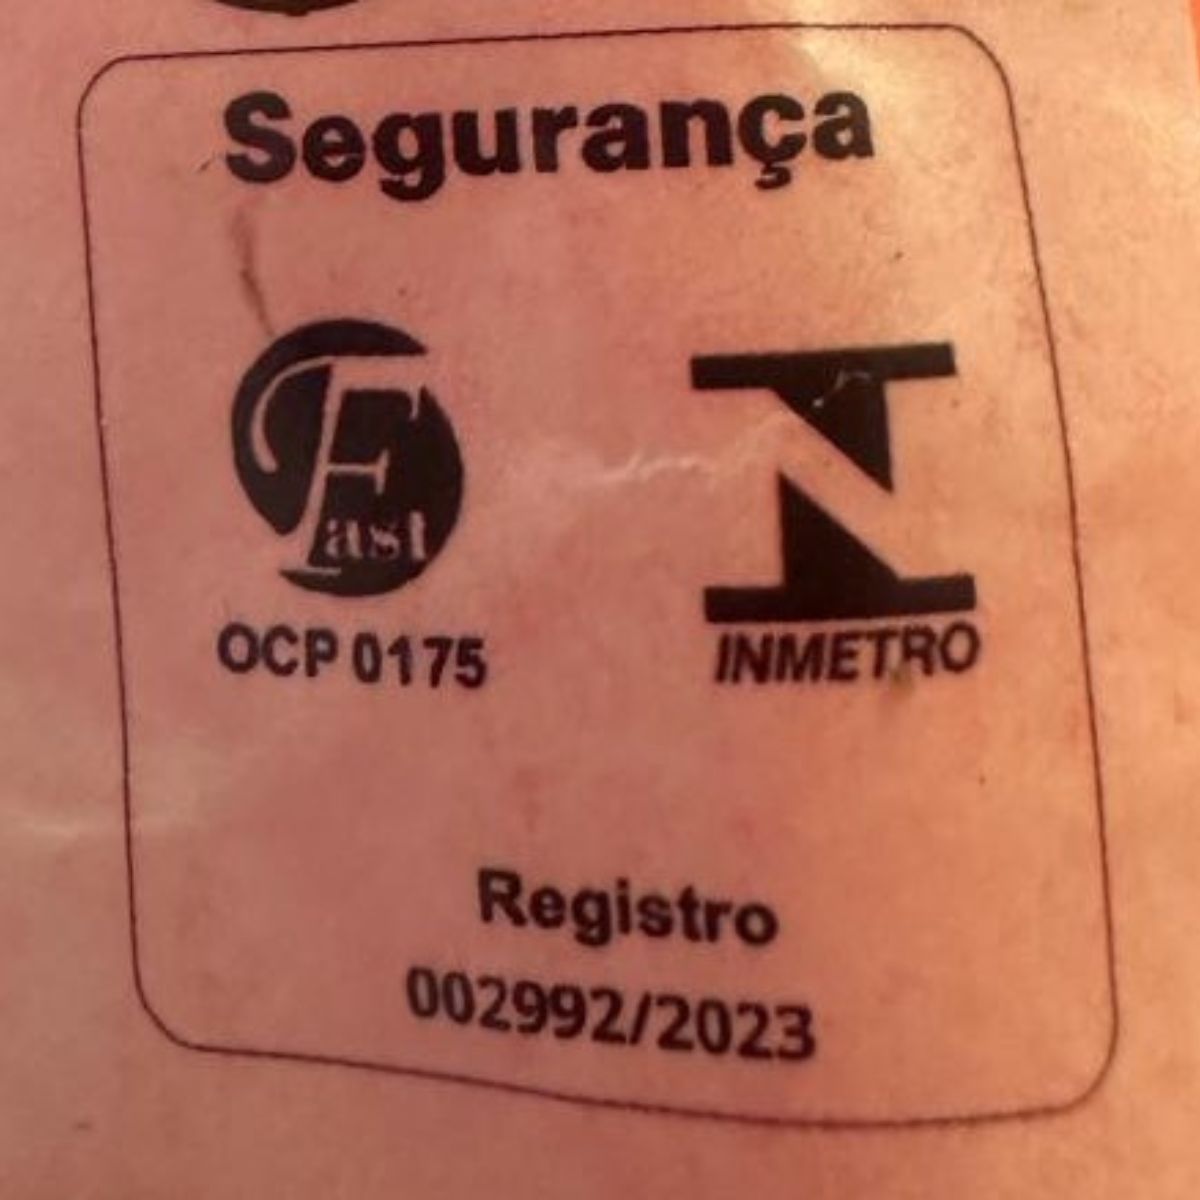 Segurança
Fast
OCP 0175
INMETRO
Registro
002992/2023